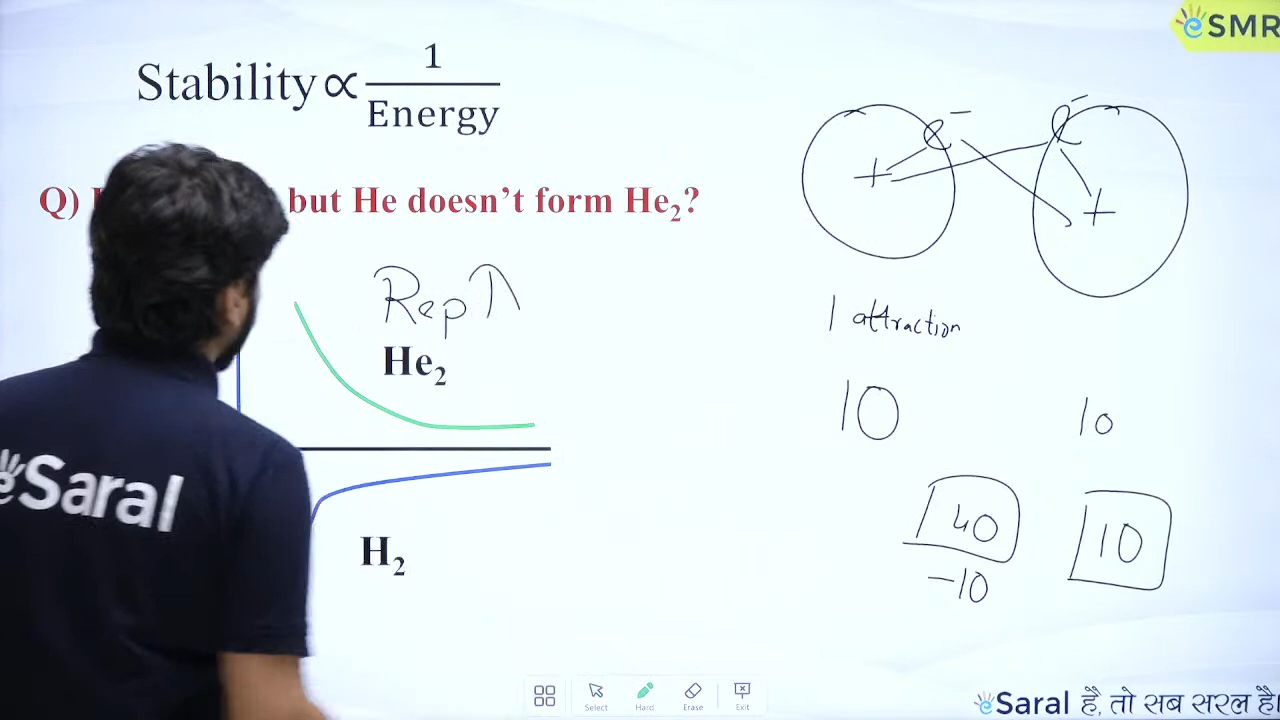 Stability ∝ 1/Energy
Q) but He doesn't form He₂?
Rep ↑
He₂
H₂
e⁻ e⁻
+ +
1 attraction
10 10
40 10
-10
eSaral
eSMR
Select Hard Erase Exit
eSaral है, तो सब सरल है।